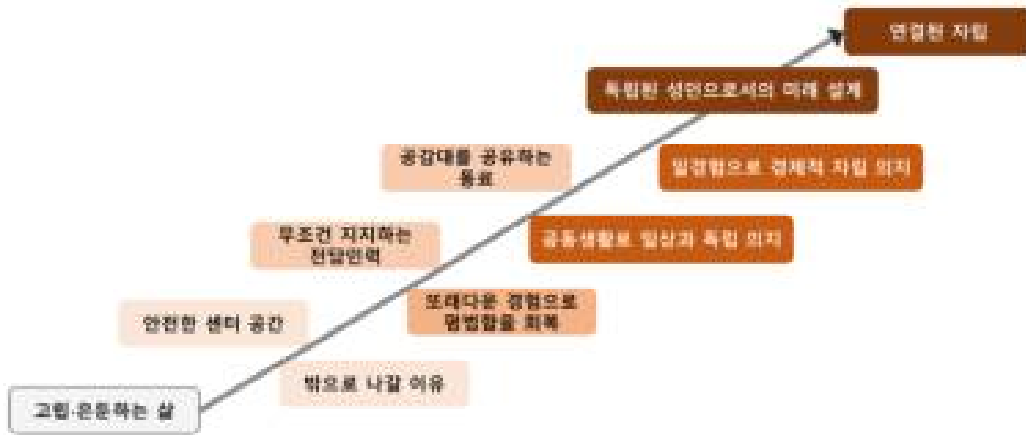 연결된 자립
독립된 성인으로서의 미래 설계
공감대를 공유하는
동료
일경험으로 경제적 자립 의지
무조건 지지하는
전담인력
공동생활로 일상과 독립 의지
안전한 센터 공간
또래다운 경험으로
평범함을 회복
밖으로 나갈 이유
고립·은둔하는 삶